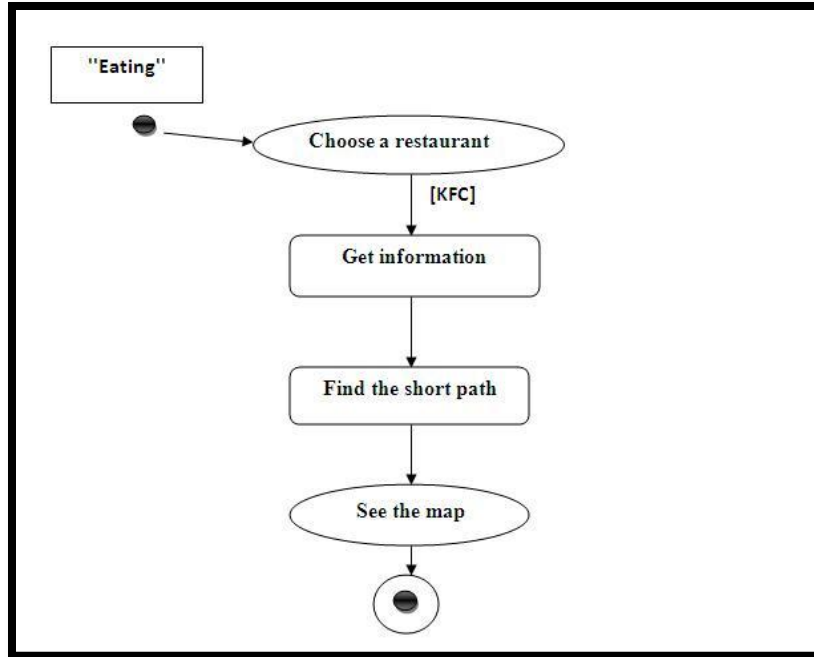 "Eating"
Choose a restaurant
[KFC]
Get information
Find the short path
See the map